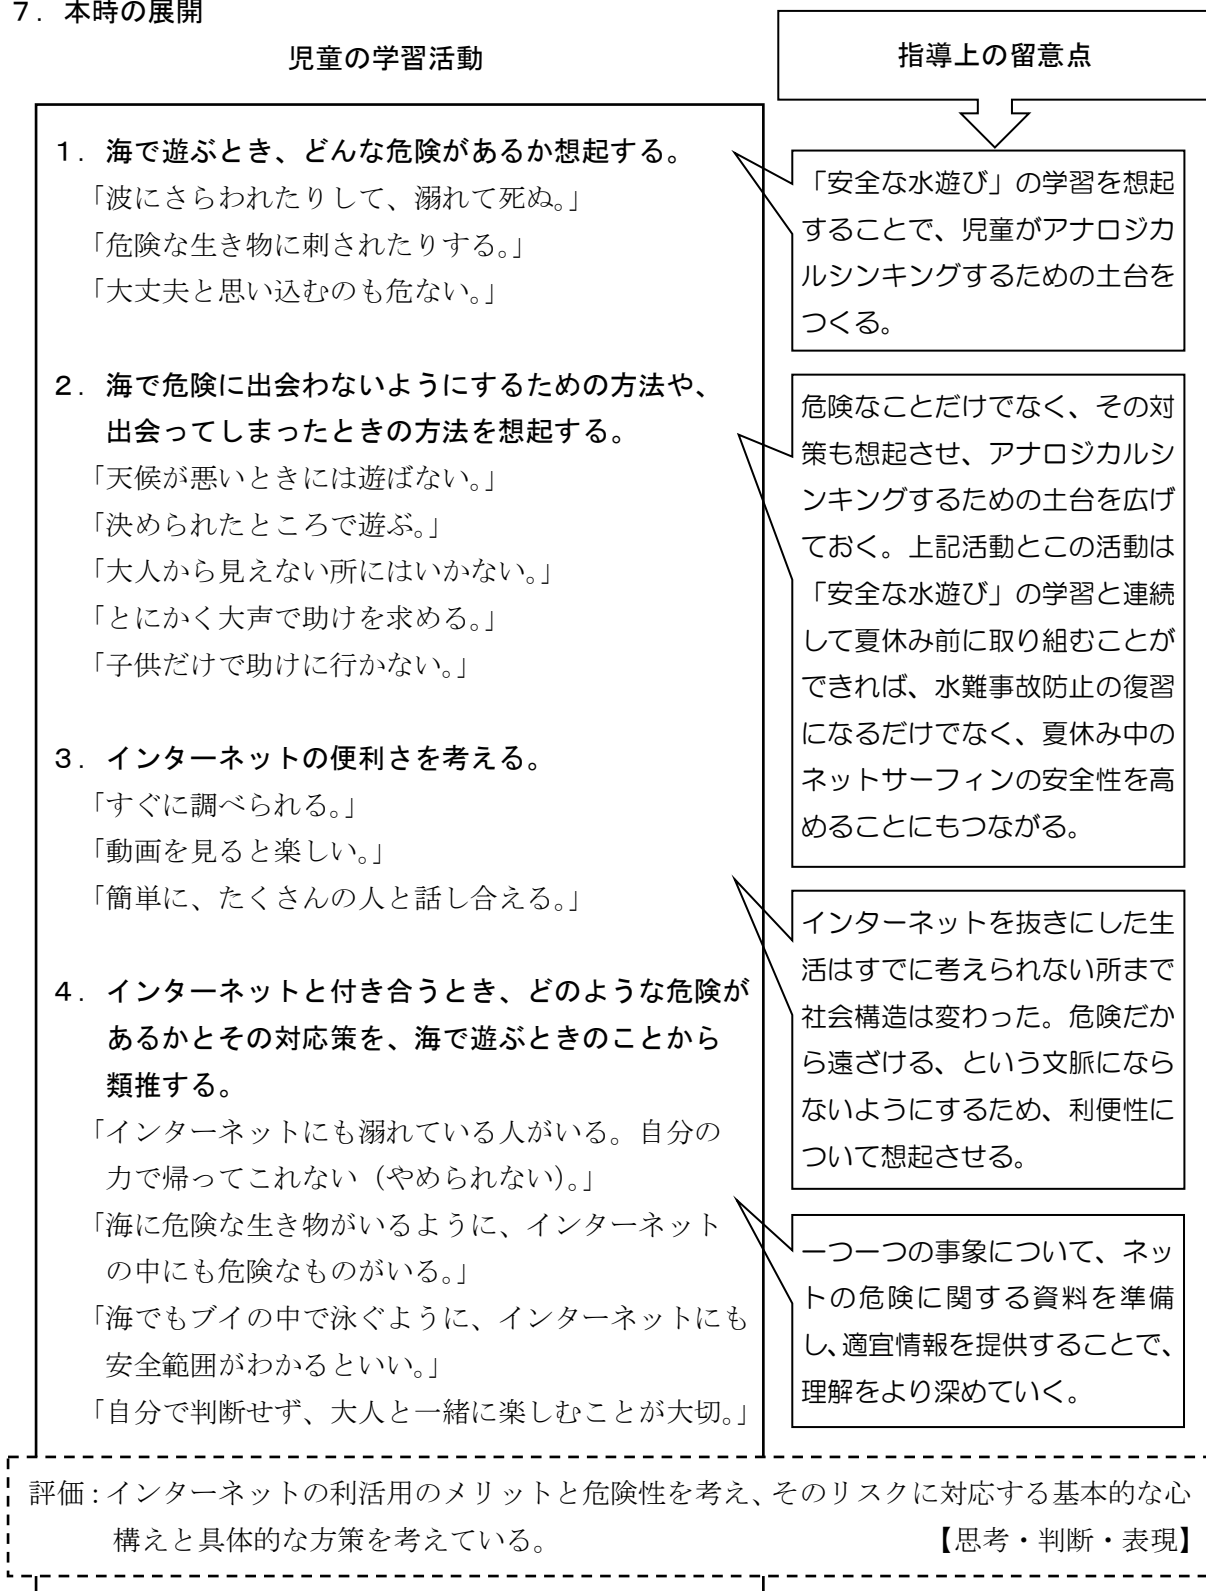 ７．本時の展開
児童の学習活動
１．海で遊ぶとき、どんな危険があるか想起する。
「波にさらわれたりして、溺れて死ぬ。」
「危険な生き物に刺されたりする。」
「大丈夫と思い込むのも危ない。」
２．海で危険に出会わないようにするための方法や、
出会ってしまったときの方法を想起する。
「天候が悪いときには遊ばない。」
「決められたところで遊ぶ。」
「大人から見えない所にはいかない。」
「とにかく大声で助けを求める。」
「子供だけで助けに行かない。」
３．インターネットの便利さを考える。
「すぐに調べられる。」
「動画を見ると楽しい。」
「簡単に、たくさんの人と話し合える。」
４．インターネットと付き合うとき、どのような危険が
あるかとその対応策を、海で遊ぶときのことから
類推する。
「インターネットにも溺れている人がいる。自分の
力で帰ってこれない（やめられない）。」
「海に危険な生き物がいるように、インターネット
の中にも危険なものがいる。」
「海でもブイの中で泳ぐように、インターネットにも
安全範囲がわかるといい。」
「自分で判断せず、大人と一緒に楽しむことが大切。」
指導上の留意点
「安全な水遊び」の学習を想起
することで、児童がアナロジカ
ルシンキングするための土台を
つくる。
危険なことだけでなく、その対
策も想起させ、アナロジカルシ
ンキングするための土台を広げ
ておく。上記活動とこの活動は
「安全な水遊び」の学習と連続
して夏休み前に取り組むことが
できれば、水難事故防止の復習
になるだけでなく、夏休み中の
ネットサーフィンの安全性を高
めることにもつながる。
インターネットを抜きにした生
活はすでに考えられない所まで
社会構造は変わった。危険だか
ら遠ざける、という文脈になら
ないようにするため、利便性に
ついて想起させる。
一つ一つの事象について、ネッ
トの危険に関する資料を準備
し、適宜情報を提供することで、
理解をより深めていく。
評価：インターネットの利活用のメリットと危険性を考え、そのリスクに対応する基本的な心
構えと具体的な方策を考えている。 【思考・判断・表現】